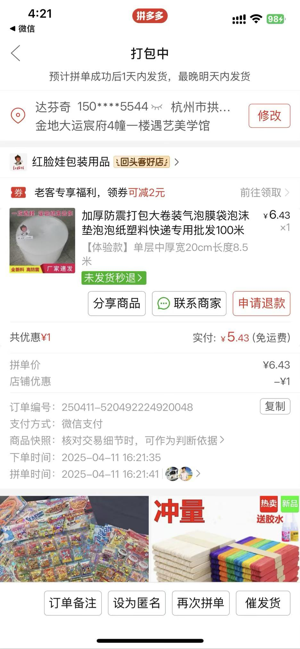 4:21
拼多多
98
微信
打包中
预计拼单成功后1天内发货，最晚明天内发货
达芬奇 150****5544 杭州市拱...
金地大运宸府4幢一楼遇艺美学馆
修改
红脸娃包装用品 回头客好店
券 老客专享福利，领券可减2元 前往领取
加厚防震打包大卷装气泡膜袋泡沫 ¥6.43
垫泡泡纸塑料快递专用批发100米 ×1
【体验款】单层中厚宽20cm长度8.5
米
厂家速发
未发货秒退
分享商品 联系商家 申请退款
共优惠¥1 实付: ¥5.43 (免运费)
拼单价 ¥6.43
店铺优惠 -¥1
订单编号: 250411-520492224920048 复制
支付方式: 微信支付
商品快照: 核对交易细节时，可作为判断依据
下单时间: 2025-04-11 16:21:35
拼单时间: 2025-04-11 16:21:41
冲量
热卖 新品
送胶水
订单备注 设为匿名 再次拼单 催发货